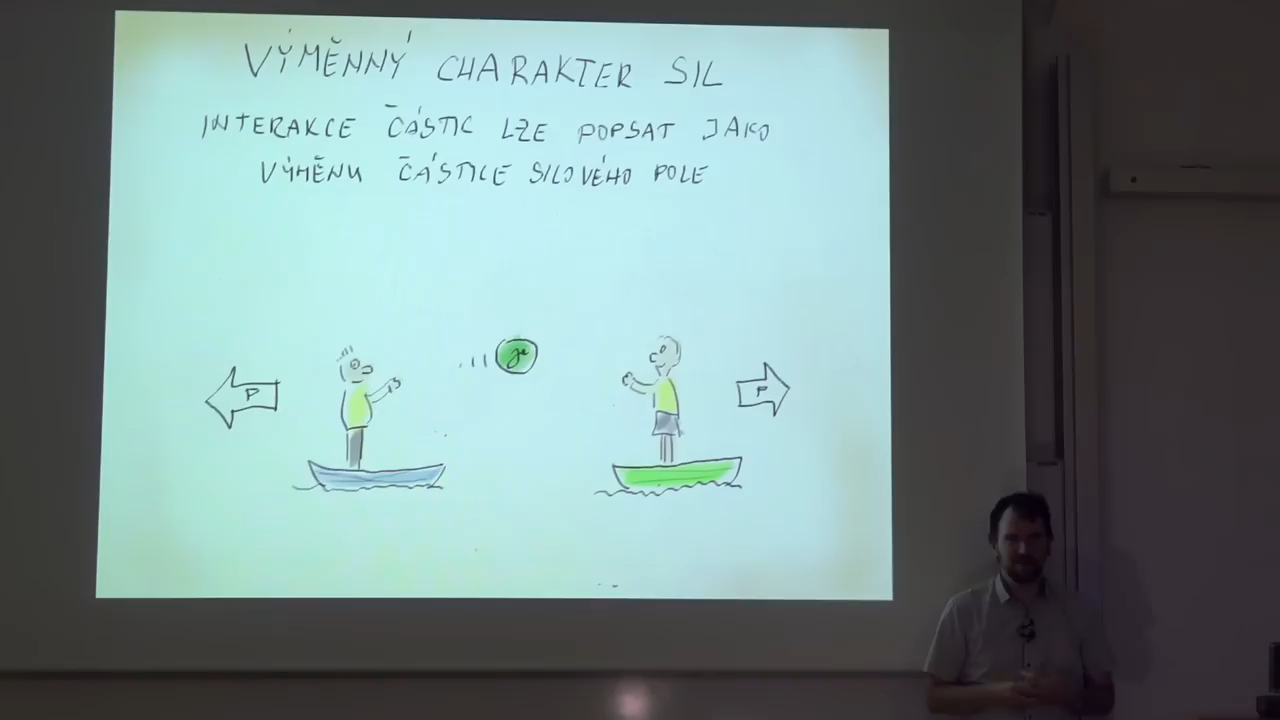 VÝMĚNNÝ CHARAKTER SIL
INTERAKCE ČÁSTIC LZE POPSAT JAKO
VÝMĚNU ČÁSTICE SILOVÉHO POLE
P
P